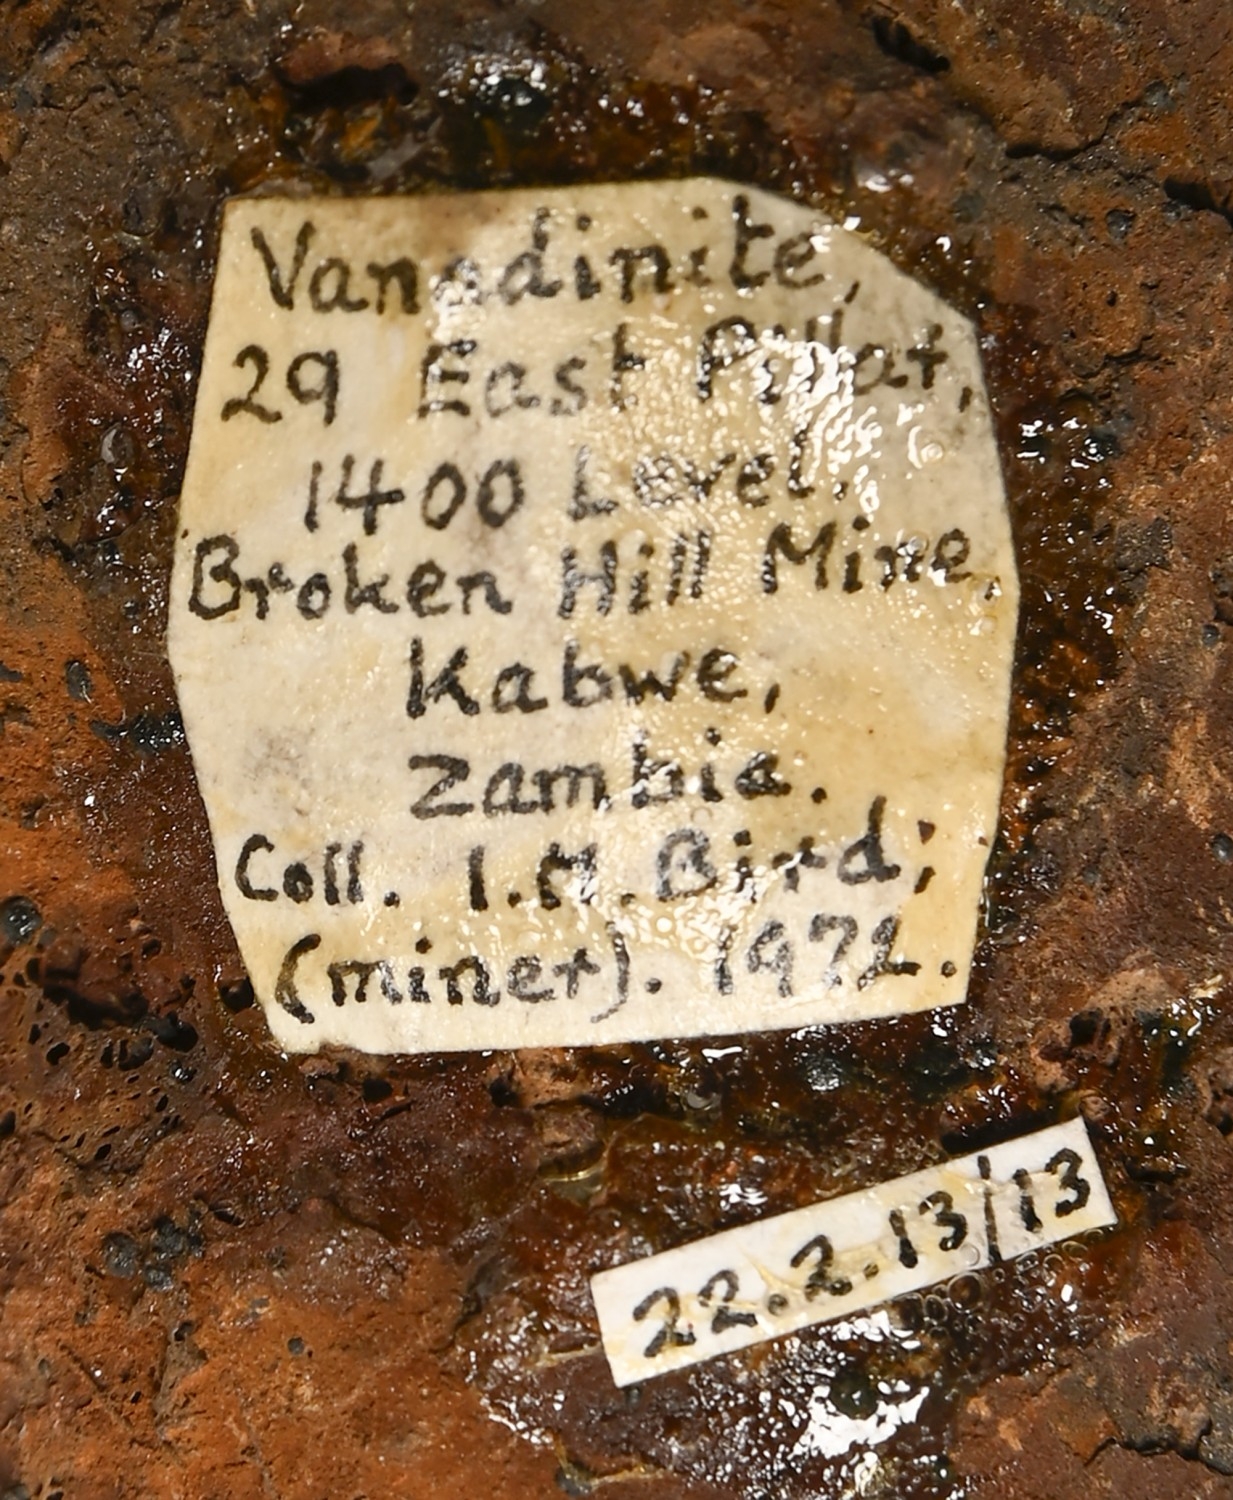 Vanadinite,
29 East Pillar,
1400 Level,
Broken Hill Mine,
Kabwe,
Zambia.
Coll. I.M. Bird;
(miner). 1972.
22.2.13/13